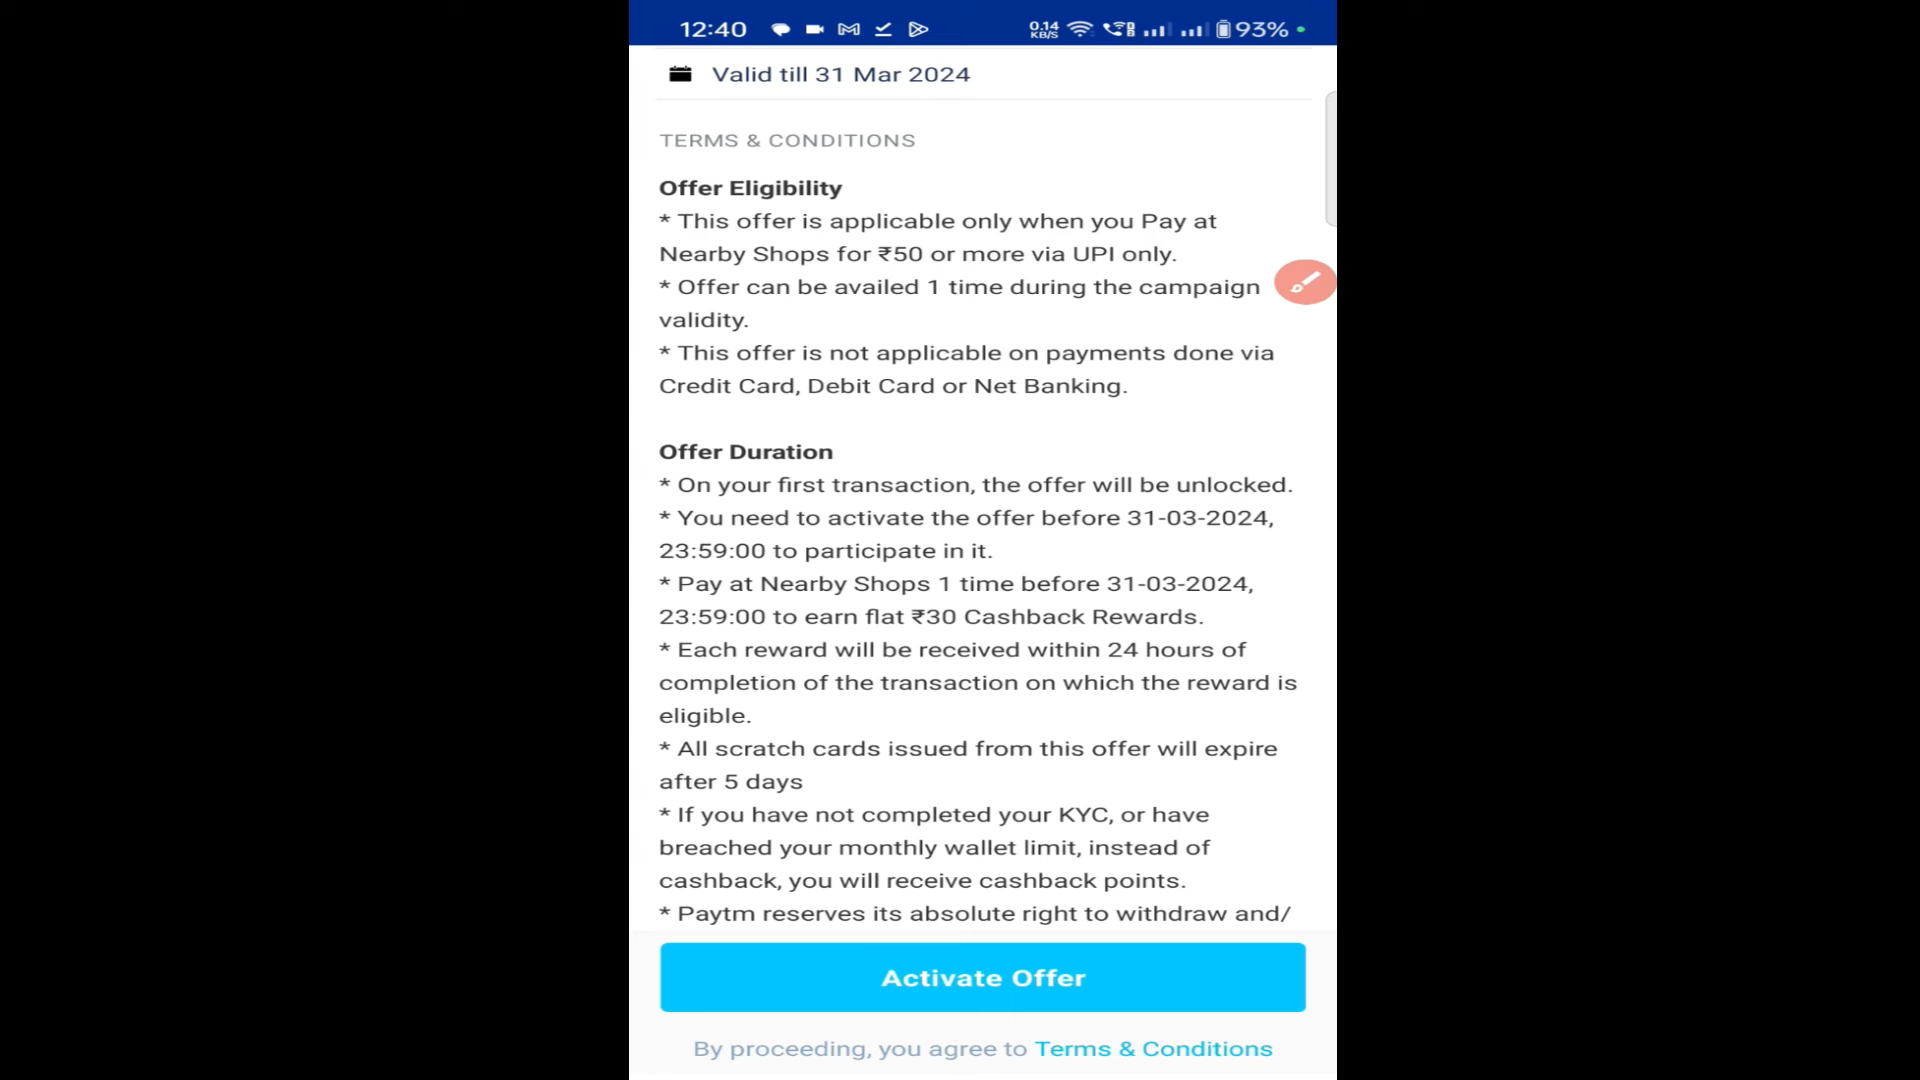 12:40 0.14 KB/S 93%
Valid till 31 Mar 2024
TERMS & CONDITIONS
Offer Eligibility
* This offer is applicable only when you Pay at
Nearby Shops for ₹50 or more via UPI only.
* Offer can be availed 1 time during the campaign
validity.
* This offer is not applicable on payments done via
Credit Card, Debit Card or Net Banking.
Offer Duration
* On your first transaction, the offer will be unlocked.
* You need to activate the offer before 31-03-2024,
23:59:00 to participate in it.
* Pay at Nearby Shops 1 time before 31-03-2024,
23:59:00 to earn flat ₹30 Cashback Rewards.
* Each reward will be received within 24 hours of
completion of the transaction on which the reward is
eligible.
* All scratch cards issued from this offer will expire
after 5 days
* If you have not completed your KYC, or have
breached your monthly wallet limit, instead of
cashback, you will receive cashback points.
* Paytm reserves its absolute right to withdraw and/
Activate Offer
By proceeding, you agree to Terms & Conditions